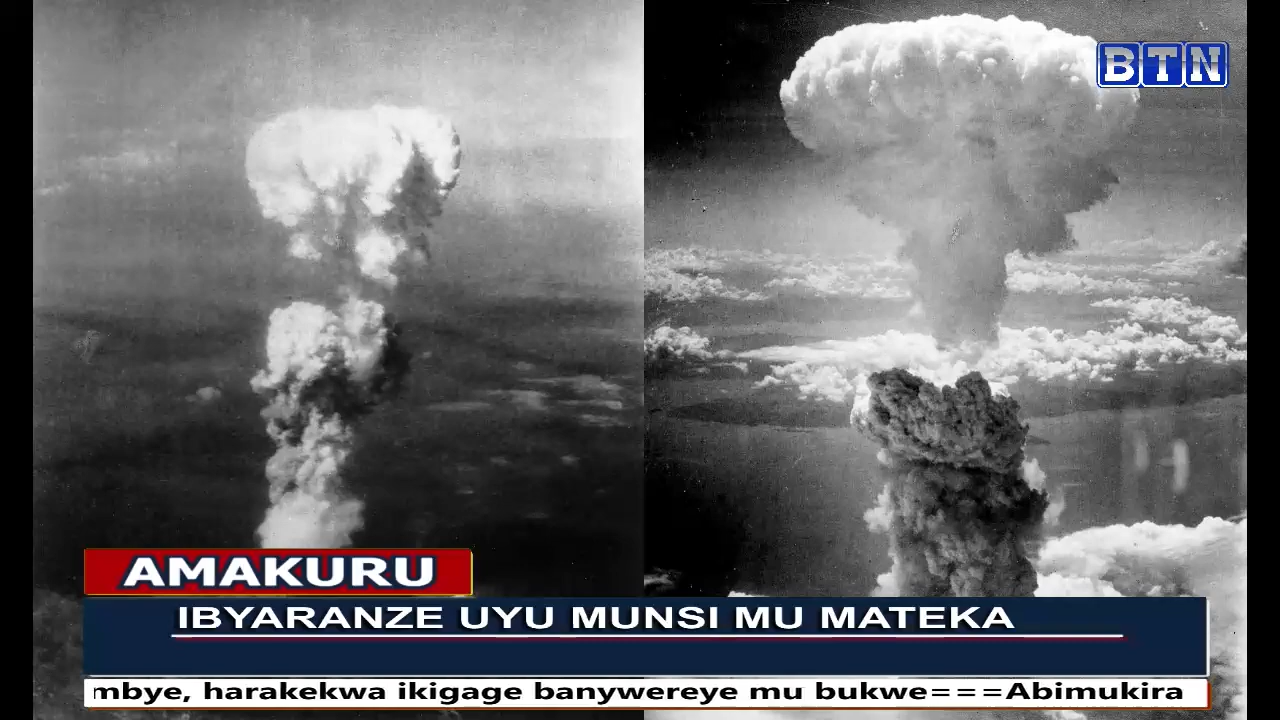 BTN
AMAKURU
IBYARANZE UYU MUNSI MU MATEKA
mbye, harakekwa ikigage banywereye mu bukwe===Abimukira